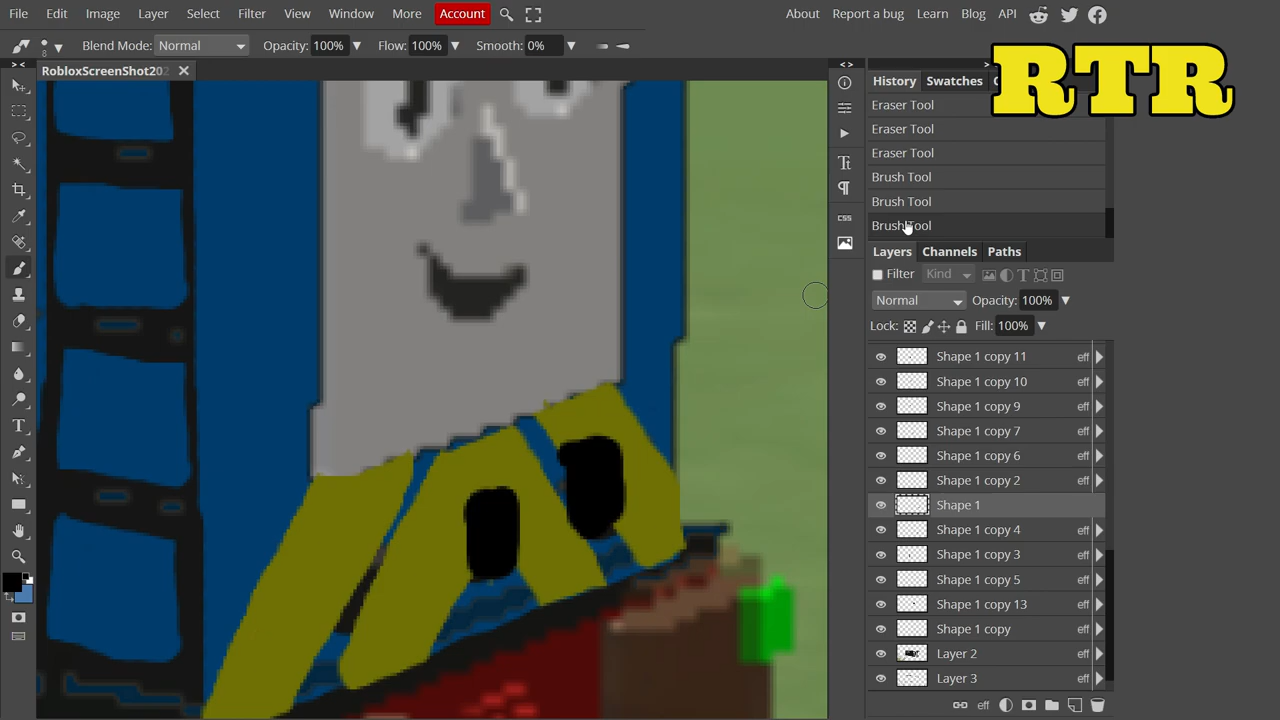 File Edit Image Layer Select Filter View Window More Account About Report a bug Learn Blog API
8 Blend Mode: Normal Opacity: 100% Flow: 100% Smooth: 0%
RTR
RobloxScreenShot202
History Swatches
Eraser Tool
Eraser Tool
Eraser Tool
Brush Tool
Brush Tool
Brush Tool
Layers Channels Paths
Filter Kind
Normal Opacity: 100%
Lock: Fill: 100%
Shape 1 copy 11 eff
Shape 1 copy 10 eff
Shape 1 copy 9 eff
Shape 1 copy 7 eff
Shape 1 copy 6 eff
Shape 1 copy 2 eff
Shape 1
Shape 1 copy 4 eff
Shape 1 copy 3 eff
Shape 1 copy 5 eff
Shape 1 copy 13 eff
Shape 1 copy eff
Layer 2
Layer 3
eff
CSS